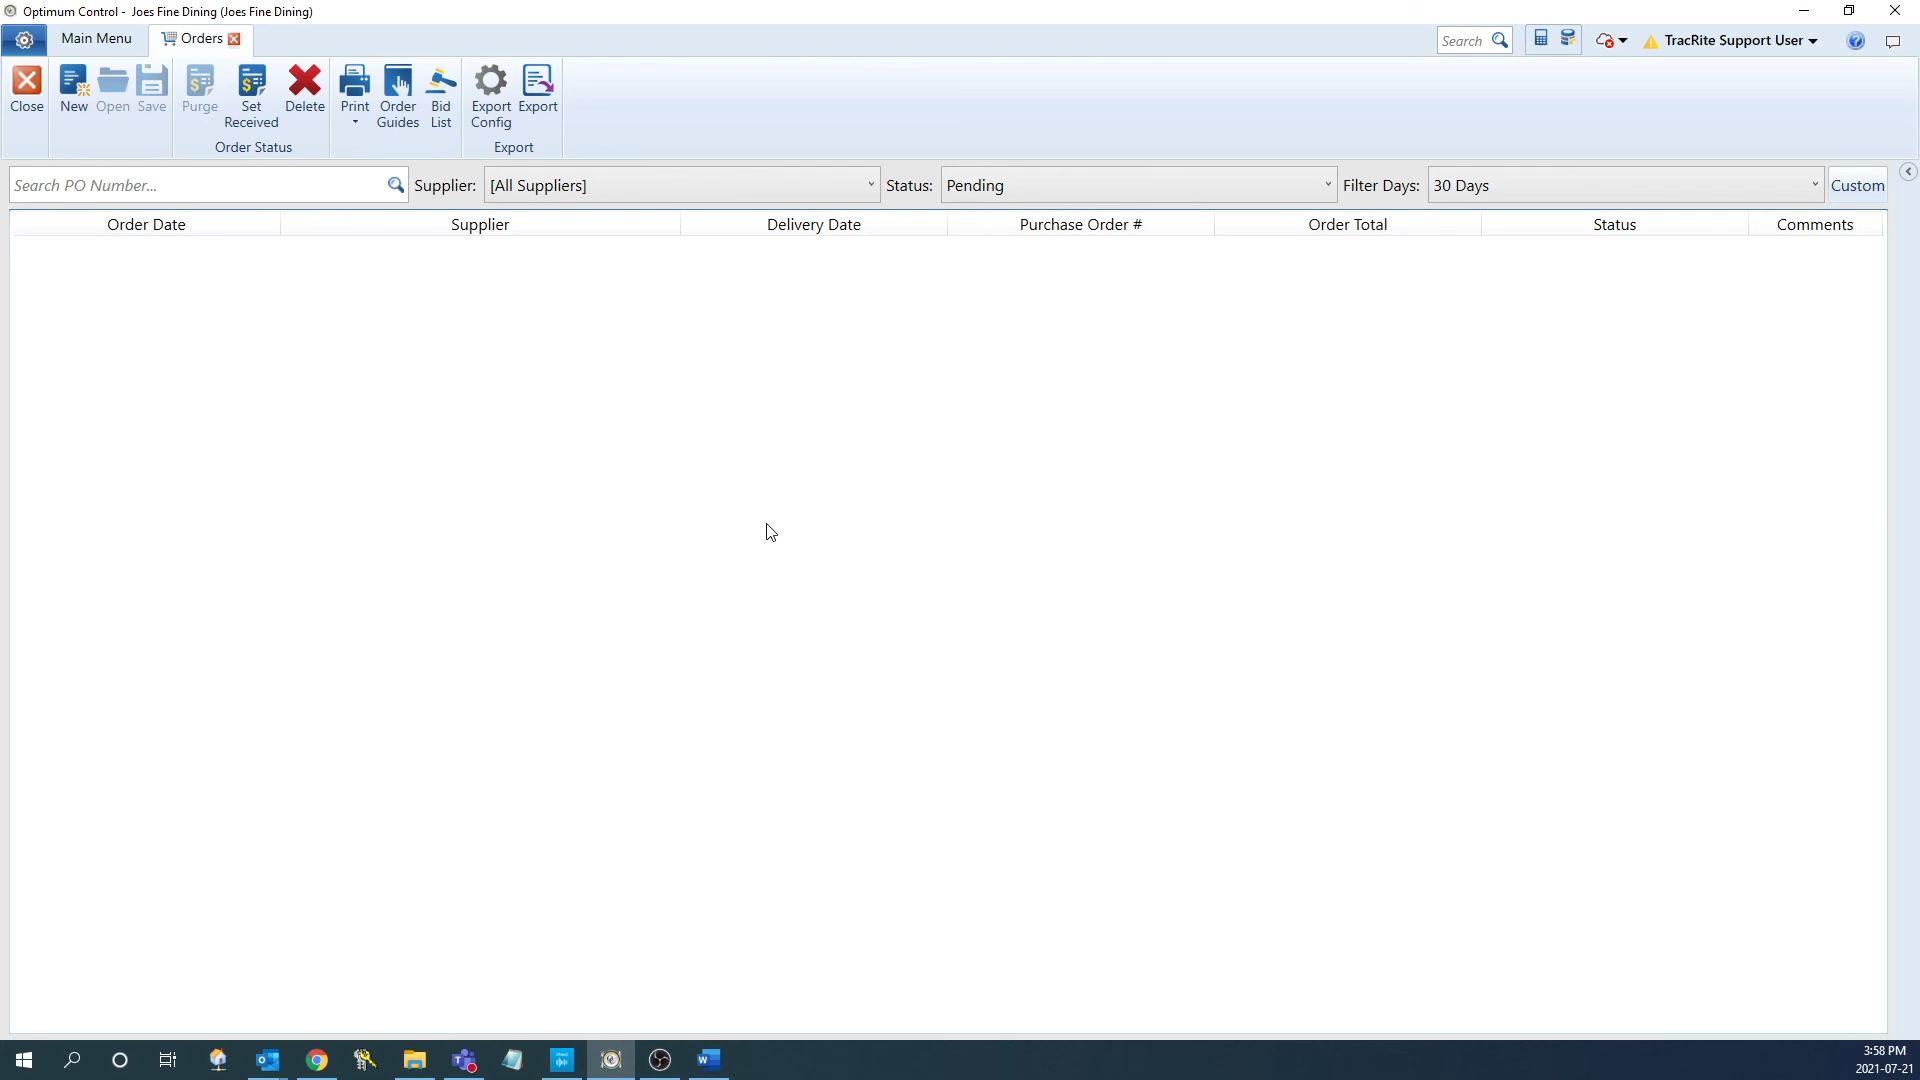 Optimum Control - Joes Fine Dining (Joes Fine Dining)
Main Menu
Orders
Search
TracRite Support User
Close
New
Open
Save
Purge
Set
Received
Delete
Order Status
Print
Order
Guides
Bid
List
Export
Config
Export
Export
Search PO Number...
Supplier:
[All Suppliers]
Status:
Pending
Filter Days:
30 Days
Custom
Order Date
Supplier
Delivery Date
Purchase Order #
Order Total
Status
Comments
3:58 PM
2021-07-21